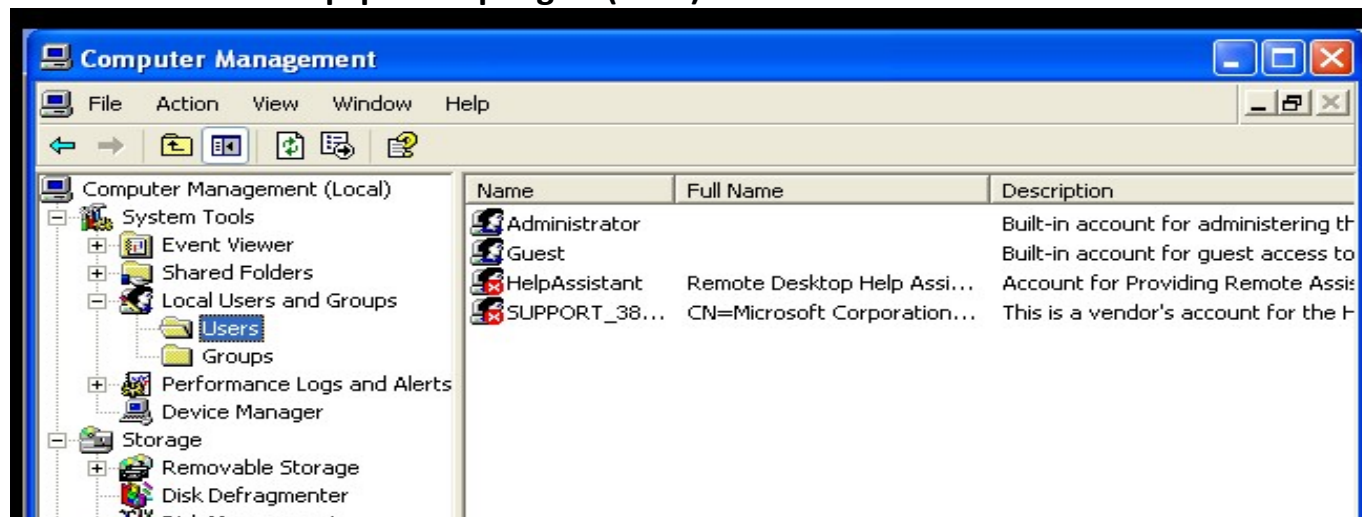 Computer Management
File Action View Window Help
Computer Management (Local)
System Tools
Event Viewer
Shared Folders
Local Users and Groups
Users
Groups
Performance Logs and Alerts
Device Manager
Storage
Removable Storage
Disk Defragmenter
Name Full Name Description
Administrator Built-in account for administering th
Guest Built-in account for guest access to
HelpAssistant Remote Desktop Help Assi... Account for Providing Remote Assis
SUPPORT_38... CN=Microsoft Corporation... This is a vendor's account for the H